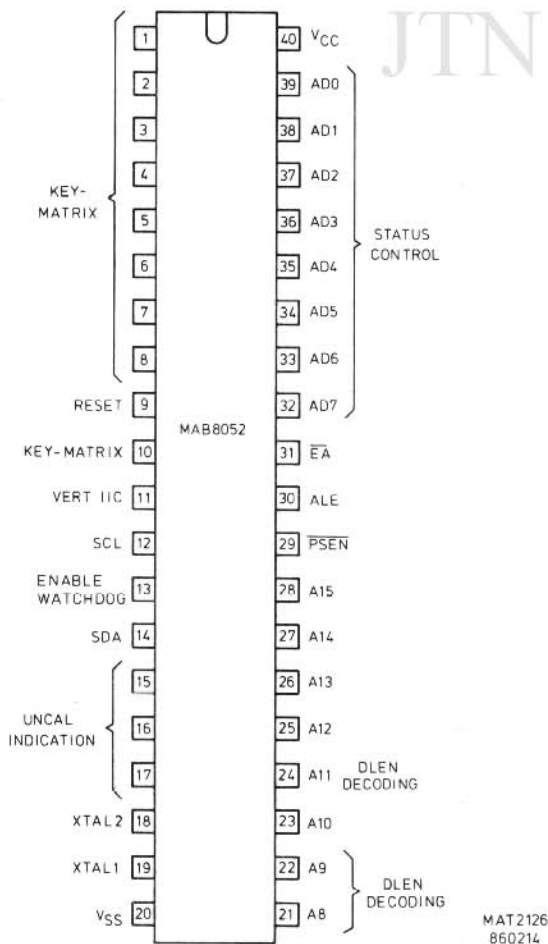 JTN
1 40 VCC
2 39 AD0
3 38 AD1
4 37 AD2
KEY-
MATRIX
5 36 AD3
STATUS
CONTROL
6 35 AD4
7 34 AD5
8 33 AD6
RESET 9 32 AD7
MAB8052
KEY-MATRIX 10 31 EA
VERT IIC 11 30 ALE
SCL 12 29 PSEN
ENABLE
WATCHDOG 13 28 A15
SDA 14 27 A14
15 26 A13
UNCAL
INDICATION
16 25 A12
17 24 A11 DLEN
DECODING
XTAL2 18 23 A10
XTAL1 19 22 A9
DLEN
DECODING
VSS 20 21 A8
MAT2126
860214